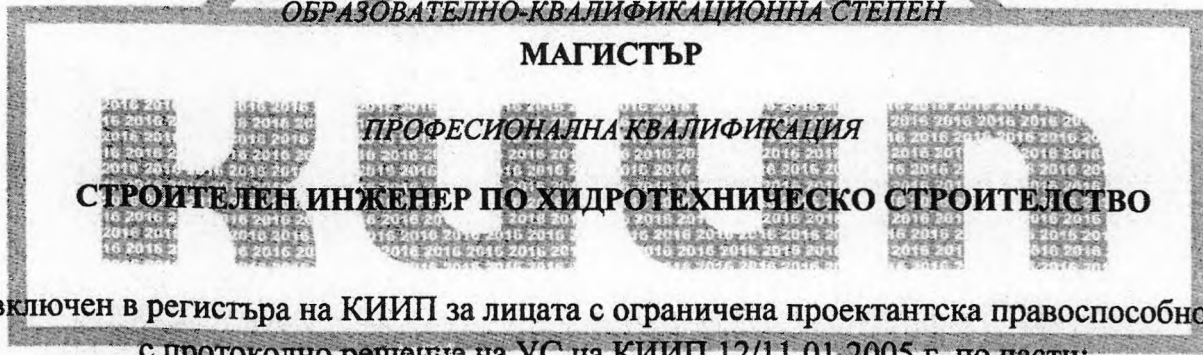 ОБРАЗОВАТЕЛНО-КВАЛИФИКАЦИОННА СТЕПЕН
МАГИСТЪР
ПРОФЕСИОНАЛНА КВАЛИФИКАЦИЯ
СТРОИТЕЛЕН ИНЖЕНЕР ПО ХИДРОТЕХНИЧЕСКО СТРОИТЕЛСТВО
включен в регистъра на КИИП за лицата с ограничена проектантска правоспособно
с протоколно решение на УС на КИИП 12/11.01.2005 г. по части: